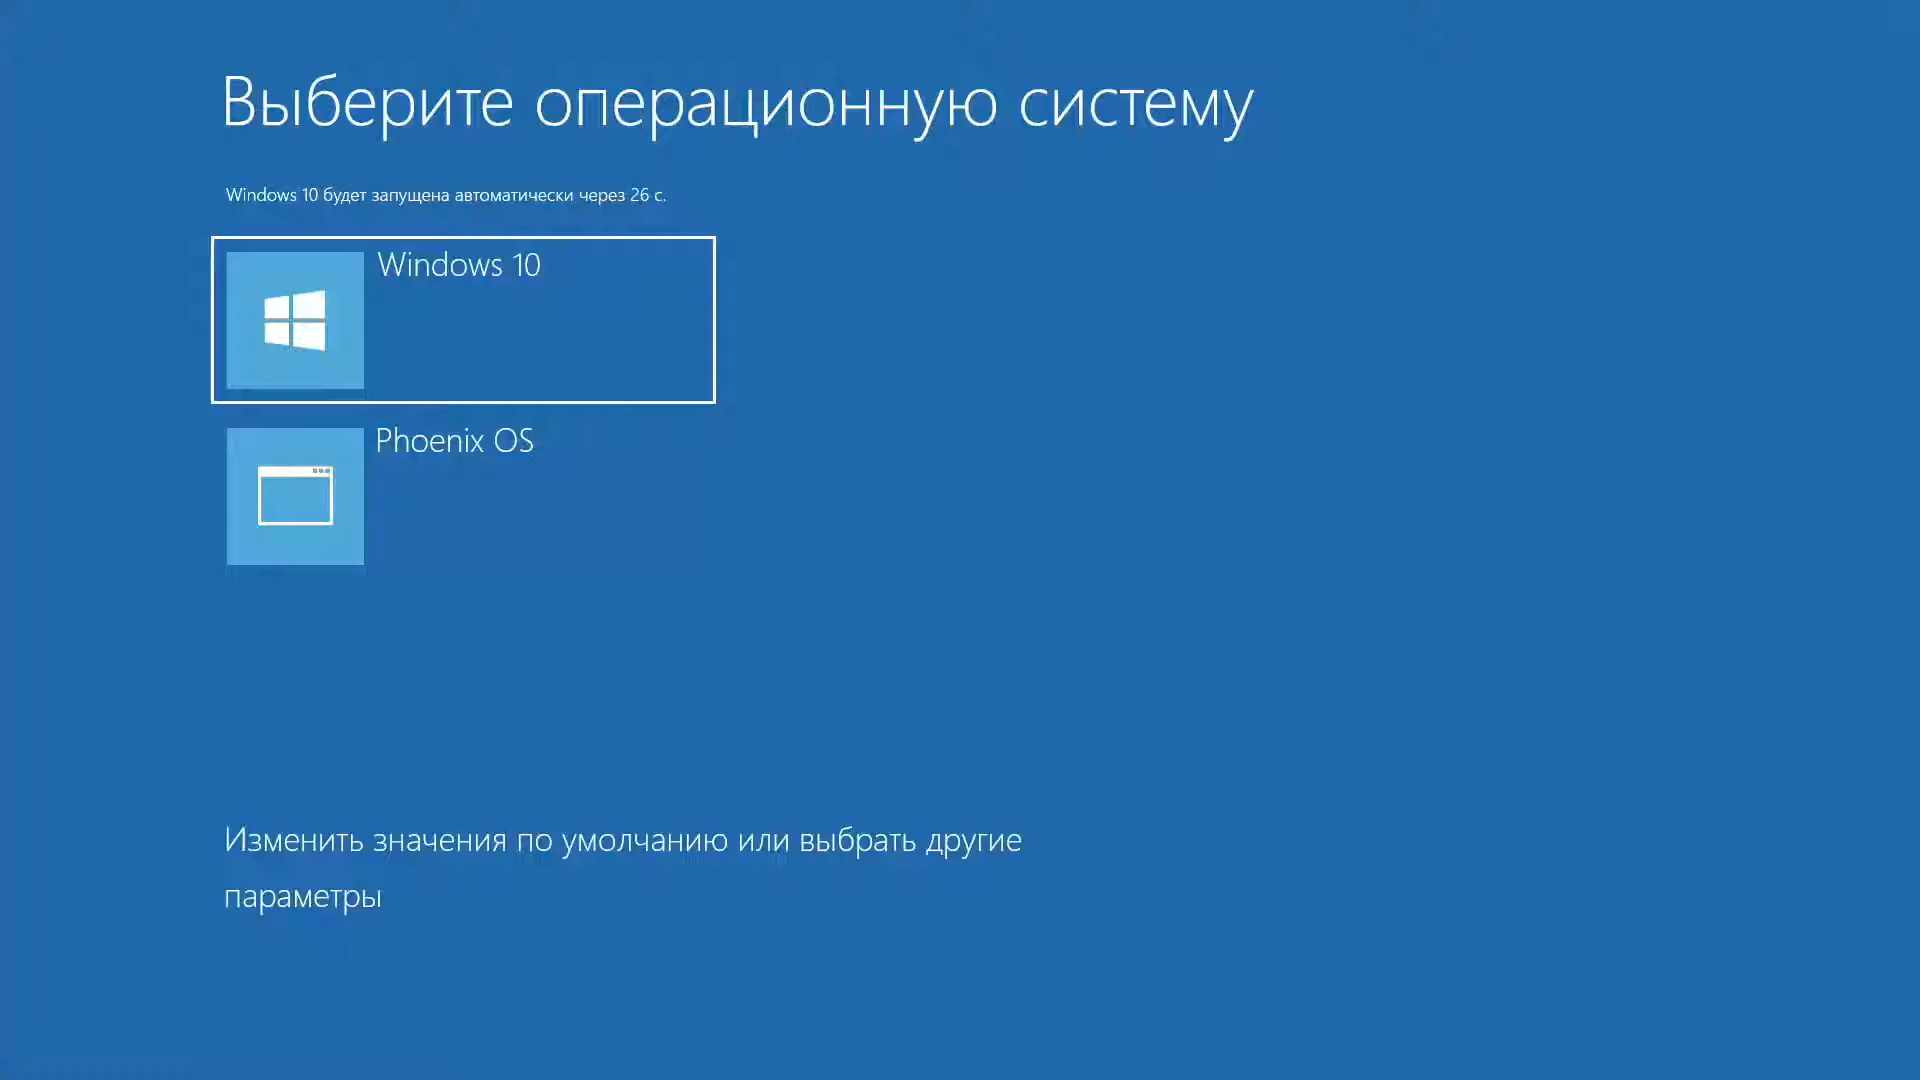 Выберите операционную систему
Windows 10 будет запущена автоматически через 26 с.
Windows 10
Phoenix OS
Изменить значения по умолчанию или выбрать другие
параметры